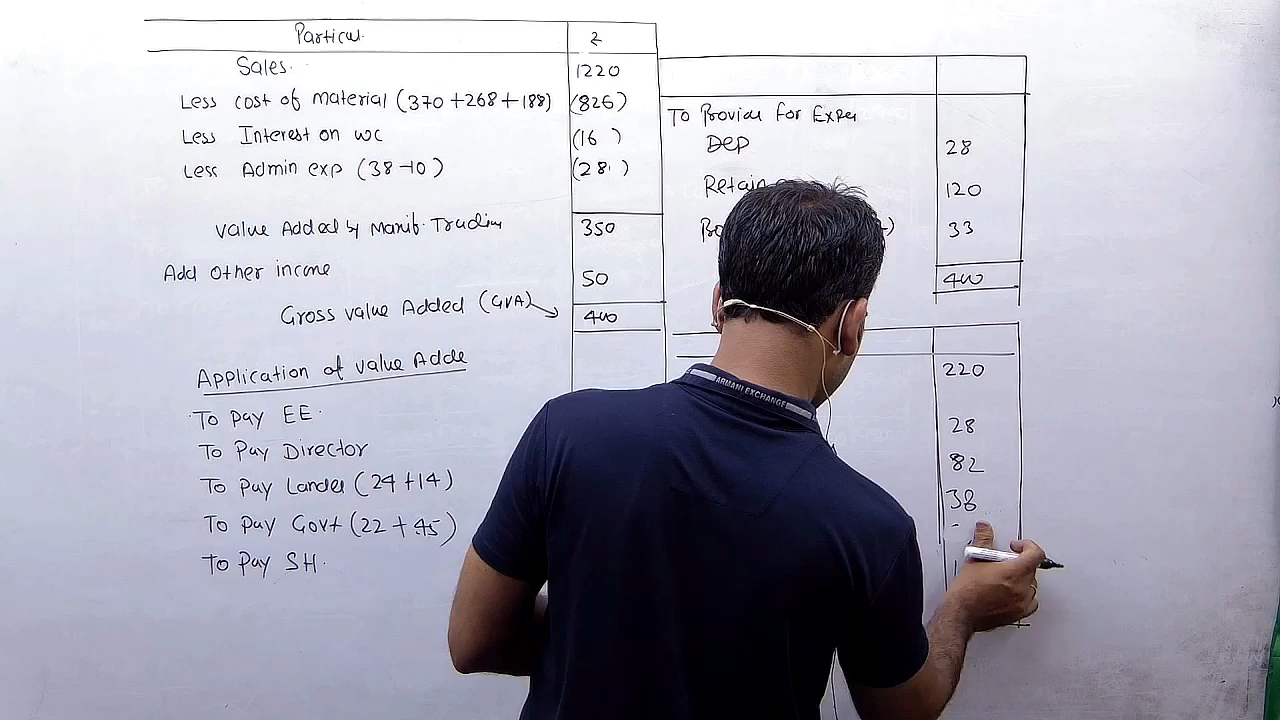 Particul. ₹
Sales. 1220
Less cost of material (370+268+188) (826)
Less Interest on WC (16)
Less Admin exp (38-10) (28)
Value Added by Manuf. Trading 350
Add Other income 50
Gross value Added (GVA) 400
Application of value Adde
To Pay EE.
To Pay Director
To Pay Lander (24+14)
To Pay Govt (22+45)
To Pay SH.
To Provide For Expe
Dep 28
Retain 120
33
400
220
28
82
38
ARMANI EXCHANGE